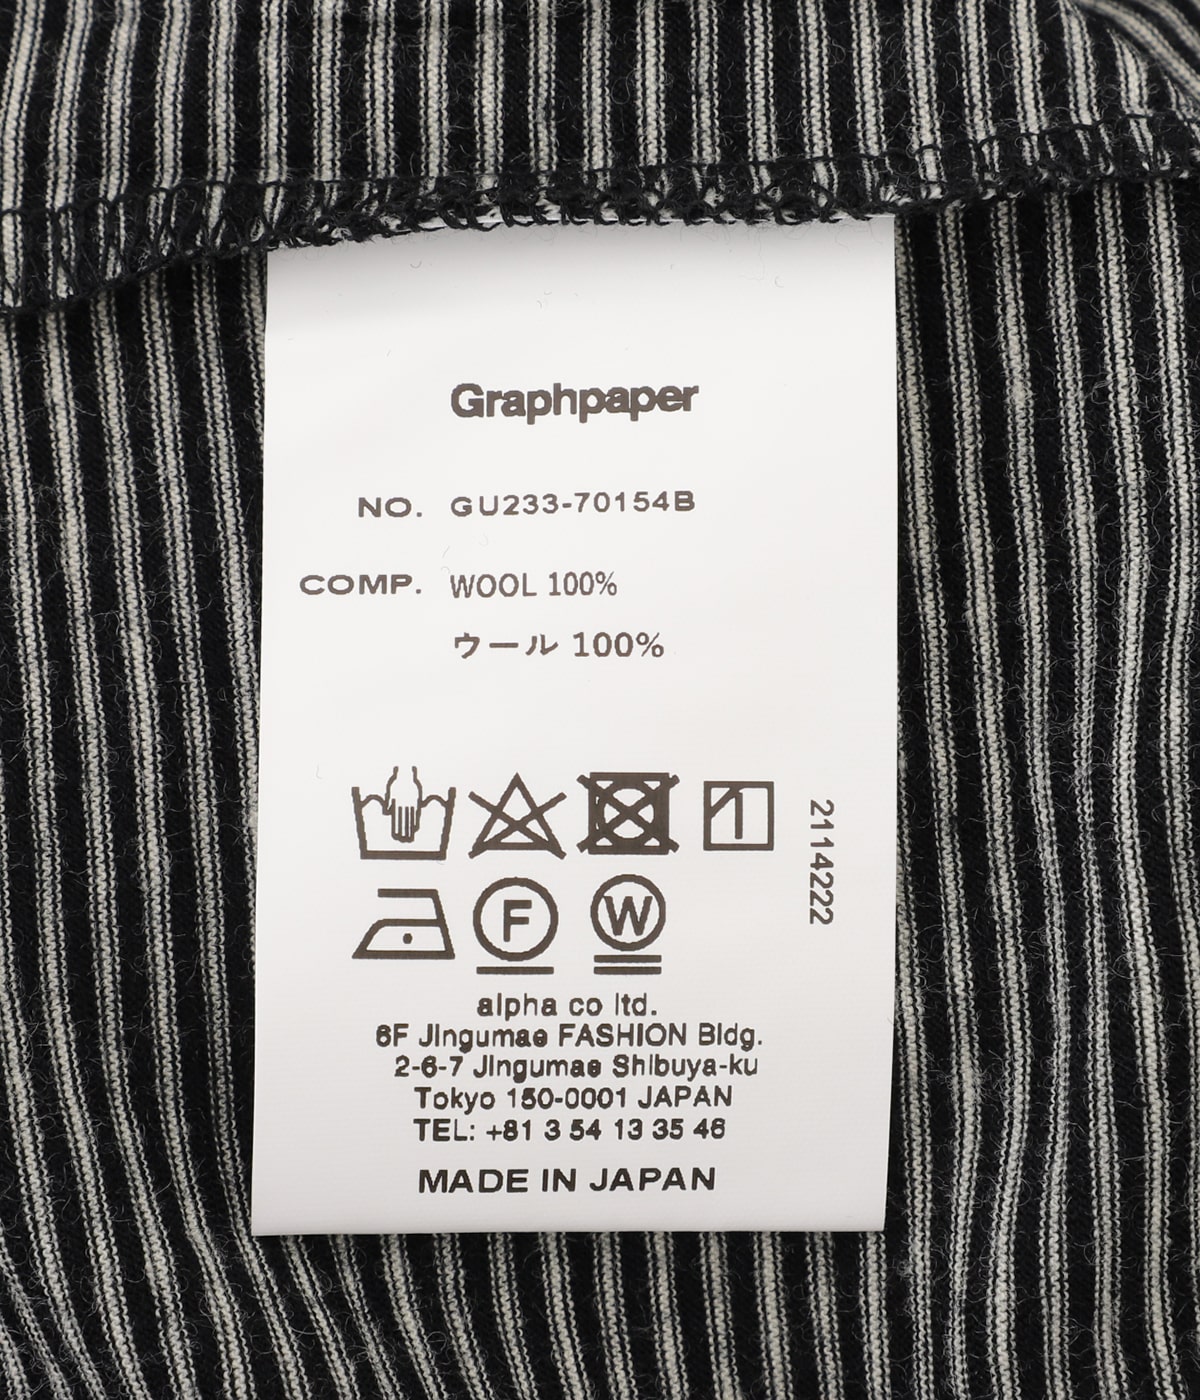 Graphpaper
NO. GU233-70154B
COMP. WOOL 100%
ウール 100%
2114222
F
W
alpha co ltd.
6F Jingumae FASHION Bldg.
2-6-7 Jingumae Shibuya-ku
Tokyo 150-0001 JAPAN
TEL: +81 3 54 13 35 46
MADE IN JAPAN